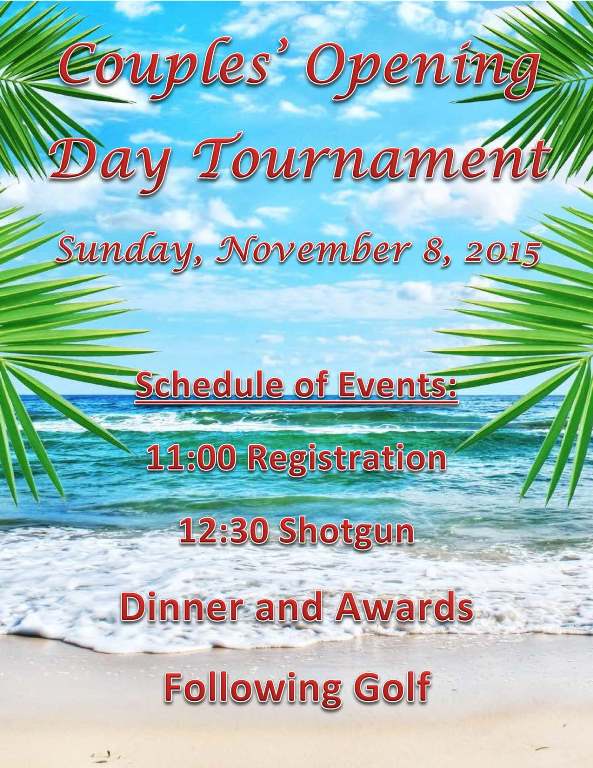 Couples’ Opening
Day Tournament
Sunday, November 8, 2015
Schedule of Events:
11:00 Registration
12:30 Shotgun
Dinner and Awards
Following Golf